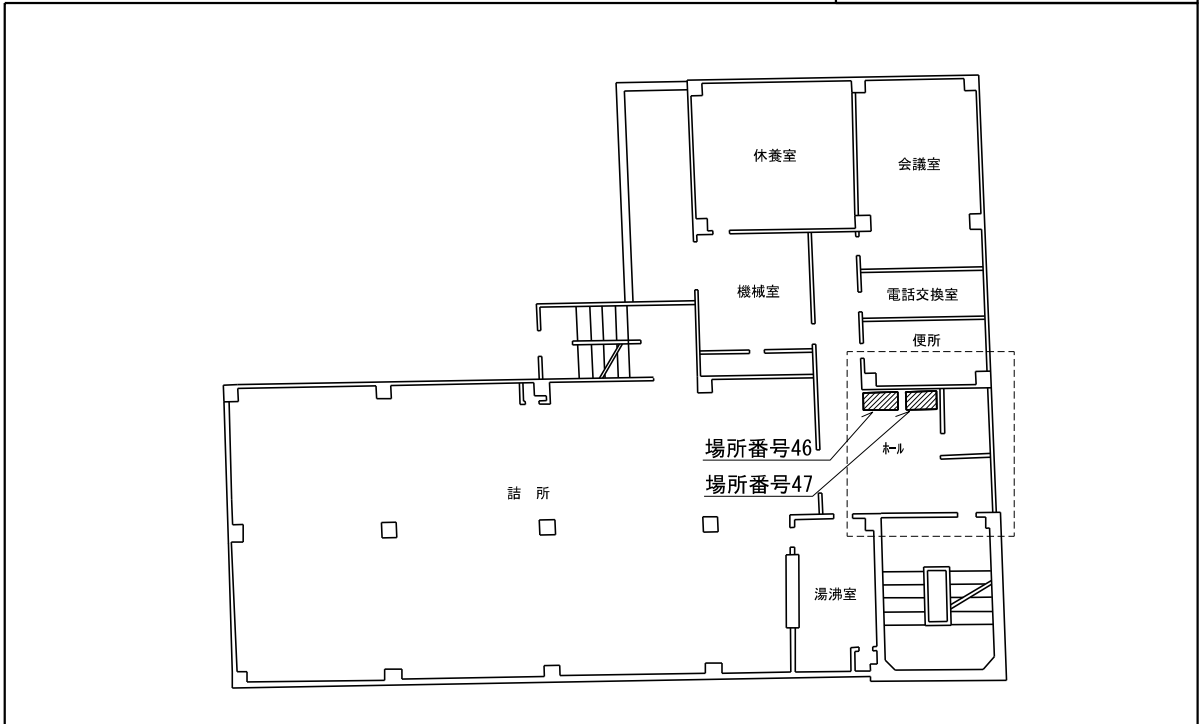 休養室
会議室
機械室
電話交換室
便所
場所番号46
ﾎｰﾙ
場所番号47
詰　所
湯沸室